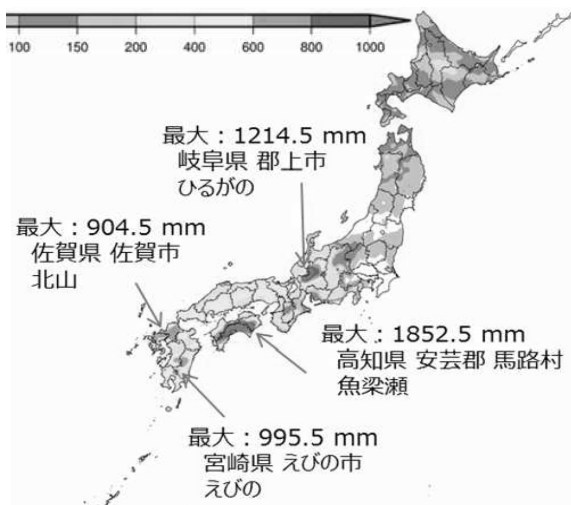 100 150 200 400 600 800 1000
最大：1214.5 mm
岐阜県 郡上市
ひるがの
最大：904.5 mm
佐賀県 佐賀市
北山
最大：1852.5 mm
高知県 安芸郡 馬路村
魚梁瀬
最大：995.5 mm
宮崎県 えびの市
えびの